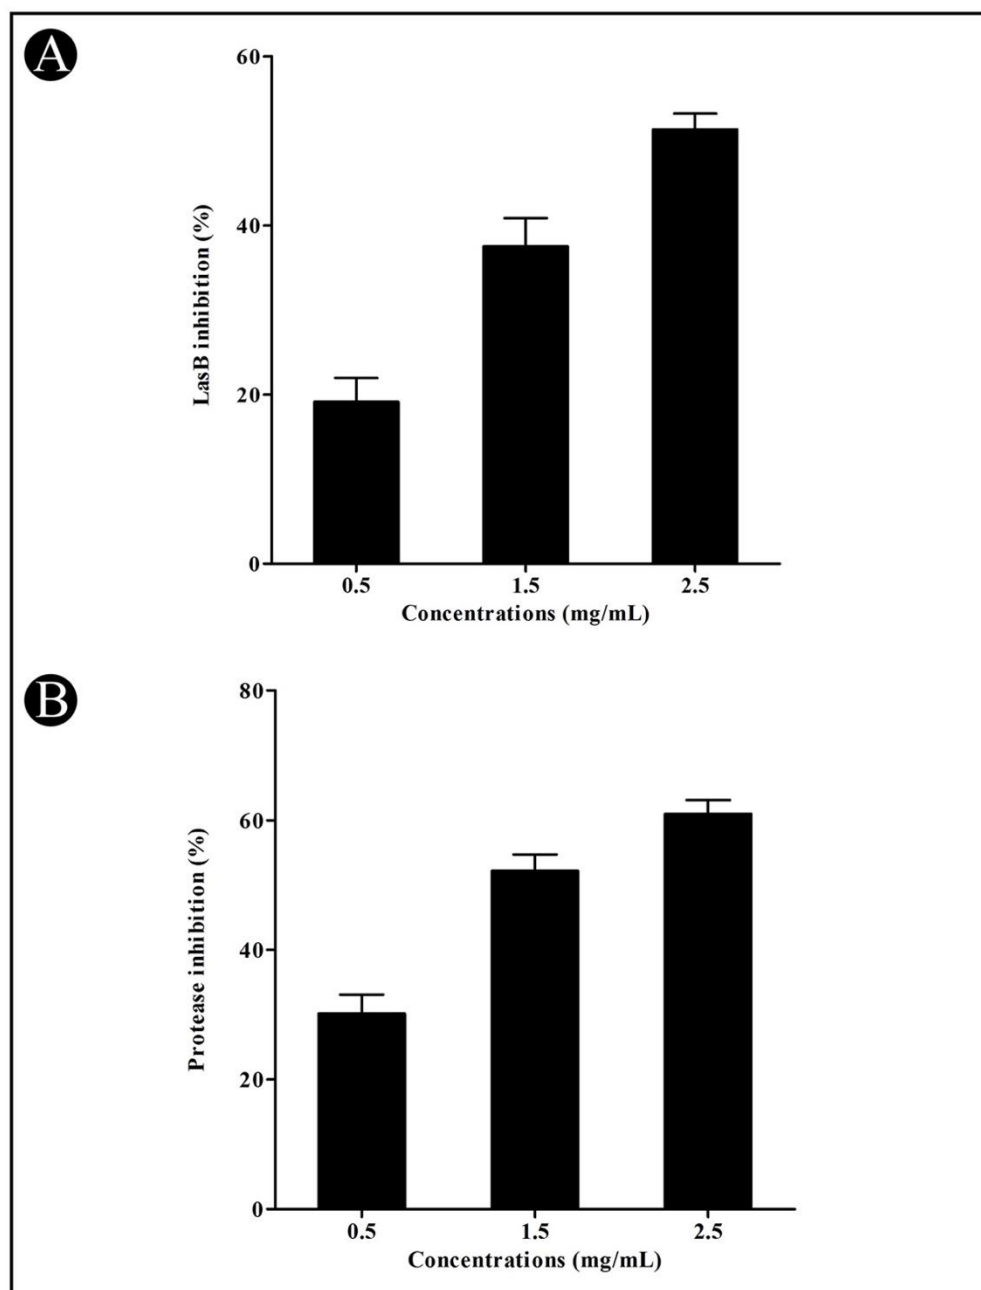 A
60
40
20
0
LasB inhibition (%)
0.5 1.5 2.5
Concentrations (mg/mL)
B
80
60
40
20
0
Protease inhibition (%)
0.5 1.5 2.5
Concentrations (mg/mL)